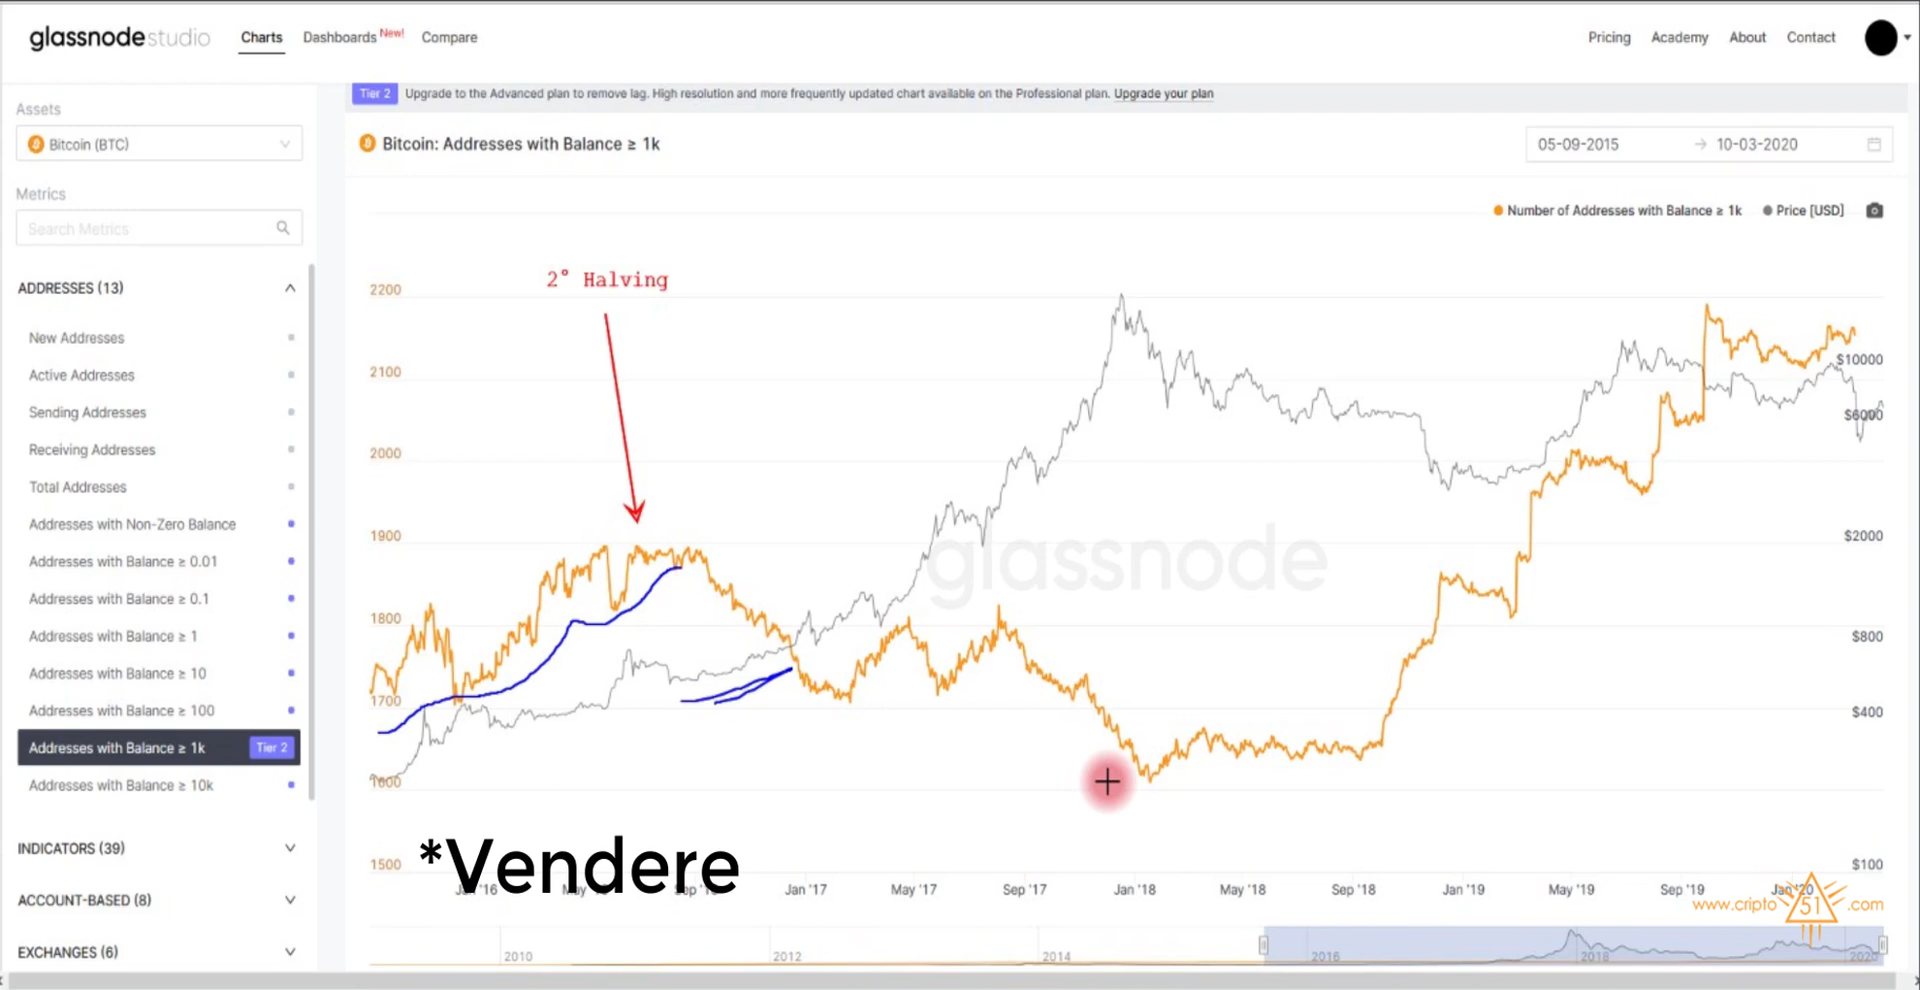 glassnode studio
Charts
Dashboards New!
Compare
Pricing
Academy
About
Contact
Assets
Bitcoin (BTC)
Metrics
Search Metrics
ADDRESSES (13)
New Addresses
Active Addresses
Sending Addresses
Receiving Addresses
Total Addresses
Addresses with Non-Zero Balance
Addresses with Balance ≥ 0.01
Addresses with Balance ≥ 0.1
Addresses with Balance ≥ 1
Addresses with Balance ≥ 10
Addresses with Balance ≥ 100
Addresses with Balance ≥ 1k Tier 2
Addresses with Balance ≥ 10k
INDICATORS (39)
ACCOUNT-BASED (8)
EXCHANGES (6)
Tier 2 Upgrade to the Advanced plan to remove lag. High resolution and more frequently updated chart available on the Professional plan. Upgrade your plan
Bitcoin: Addresses with Balance ≥ 1k
05-09-2015 → 10-03-2020
Number of Addresses with Balance ≥ 1k Price [USD]
2° Halving
2200
2100
2000
1900
1800
1700
1600
1500
$10000
$6000
$2000
$800
$400
$100
glassnode
*Vendere
Jan '17 May '17 Sep '17 Jan '18 May '18 Sep '18 Jan '19 May '19 Sep '19 Jan '20
www.cripto 51 .com
2010 2012 2014 2016 2018 2020